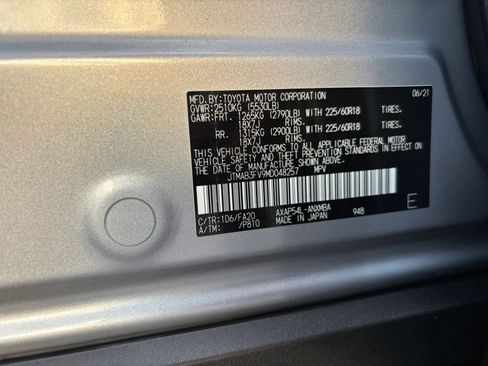 MFD. BY: TOYOTA MOTOR CORPORATION 06/21
GVWR: 2510KG (5530LB)
GAWR: FRT. 1265KG (2790LB) WITH 225/60R18 TIRES,
18X7J RIMS,
RR. 1315KG (2900LB) WITH 225/60R18 TIRES,
18X7J RIMS.
THIS VEHICLE CONFORMS TO ALL APPLICABLE FEDERAL MOTOR
VEHICLE SAFETY AND THEFT PREVENTION STANDARDS IN EFFECT ON
THE DATE OF MANUFACTURE SHOWN ABOVE.
JTMAB3FV9MD048257 MPV
C/TR: 1D6/FA20 AXAP54L-ANXMBA
A/TM: /P810 MADE IN JAPAN 948 E